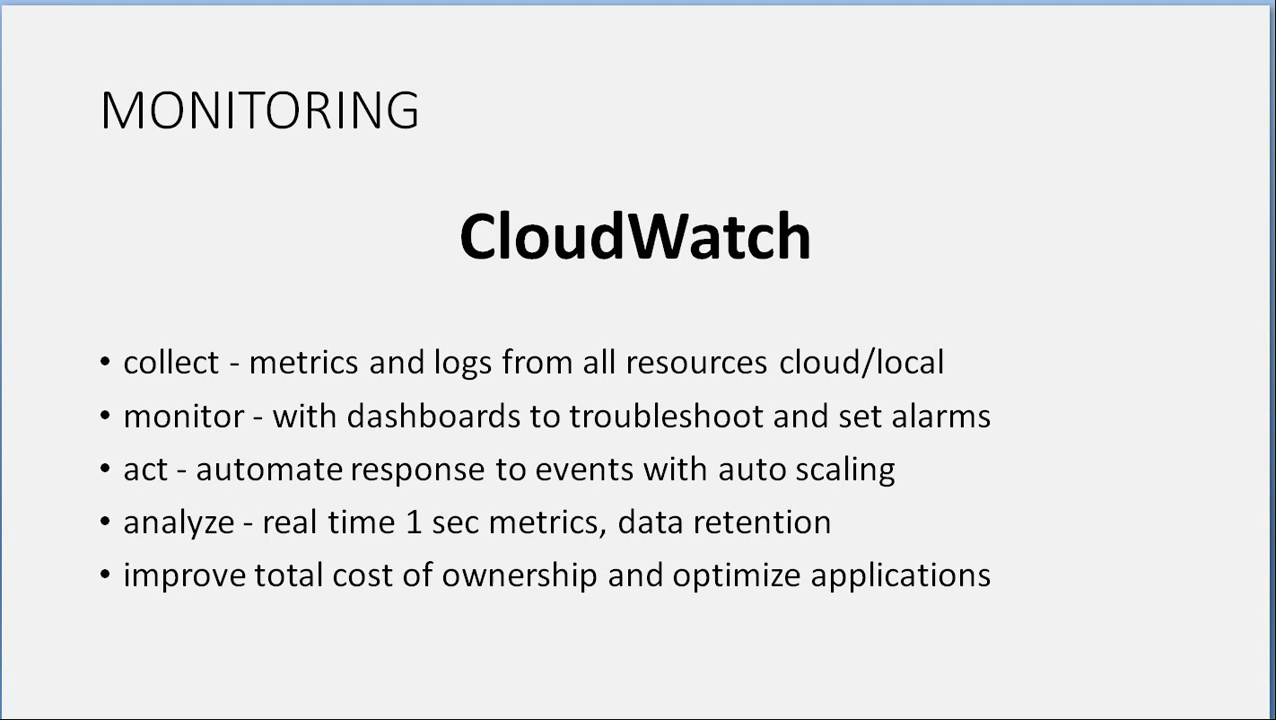 MONITORING
CloudWatch
• collect - metrics and logs from all resources cloud/local
• monitor - with dashboards to troubleshoot and set alarms
• act - automate response to events with auto scaling
• analyze - real time 1 sec metrics, data retention
• improve total cost of ownership and optimize applications